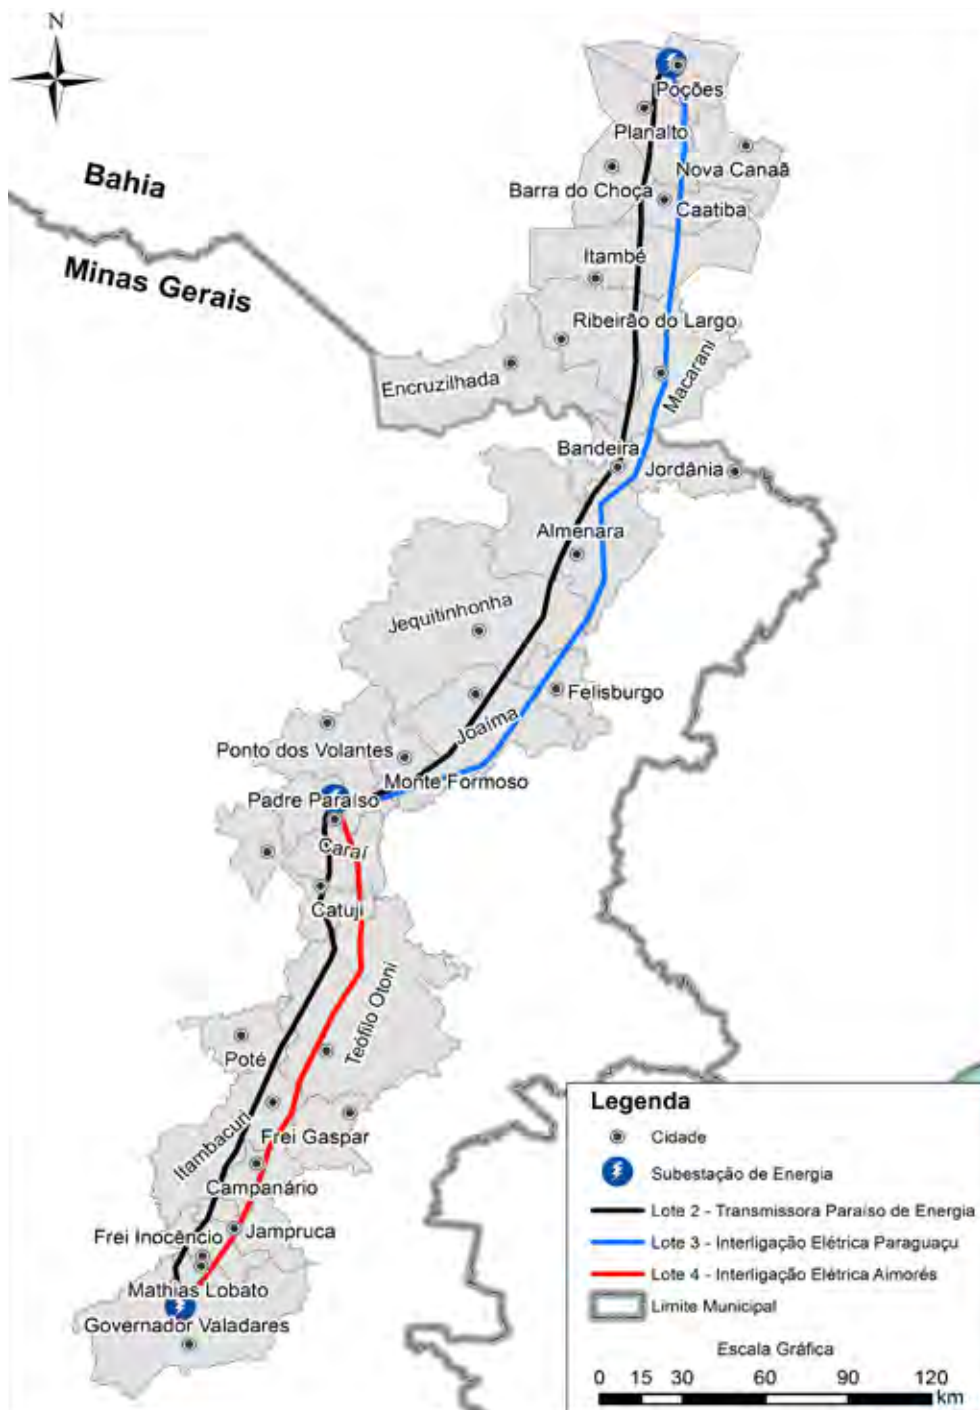 N
Bahia
Minas Gerais
Poções
Planalto
Nova Canaã
Barra do Choça
Caatiba
Itambé
Ribeirão do Largo
Encruzilhada
Macarani
Bandeira
Jordânia
Almenara
Jequitinhonha
Felisburgo
Joaíma
Ponto dos Volantes
Monte Formoso
Padre Paraíso
Caraí
Catuji
Teófilo Otoni
Poté
Itambacuri
Frei Gaspar
Campanário
Frei Inocêncio
Jampruca
Mathias Lobato
Governador Valadares
Legenda
Cidade
Subestação de Energia
Lote 2 - Transmissora Paraíso de Energia
Lote 3 - Interligação Elétrica Paraguaçu
Lote 4 - Interligação Elétrica Aimorés
Limite Municipal
Escala Gráfica
0 15 30 60 90 120
km